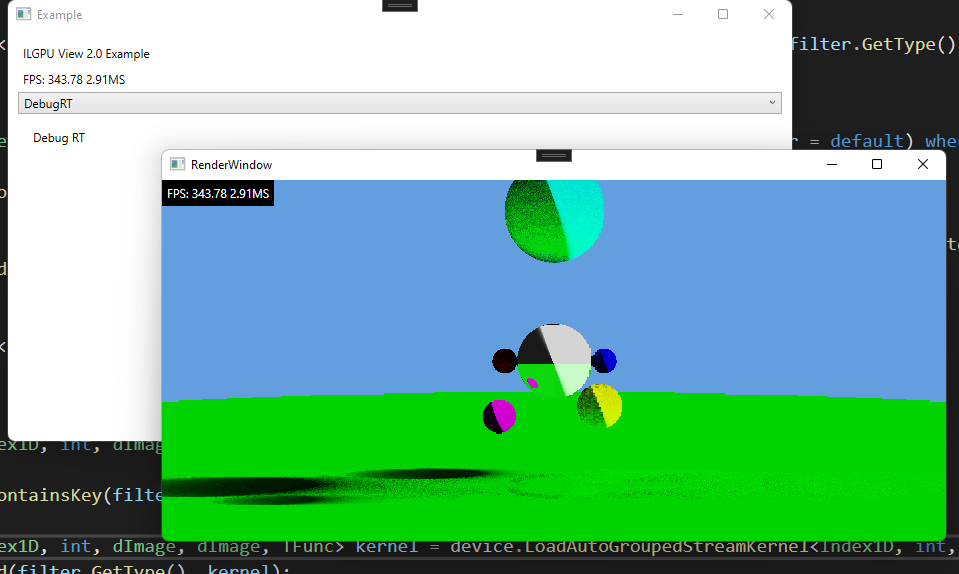 Example
filter.GetType()
ILGPU View 2.0 Example
FPS: 343.78 2.91MS
DebugRT
Debug RT
= default) whe
RenderWindow
FPS: 343.78 2.91MS
int, dImag
ontainsKey(filte
ex1D, int, dImage, dImage, TFunc> kernel = device.LoadAutoGroupedStreamKernel<Index1D, int,
d(filter.GetType(), kernel);